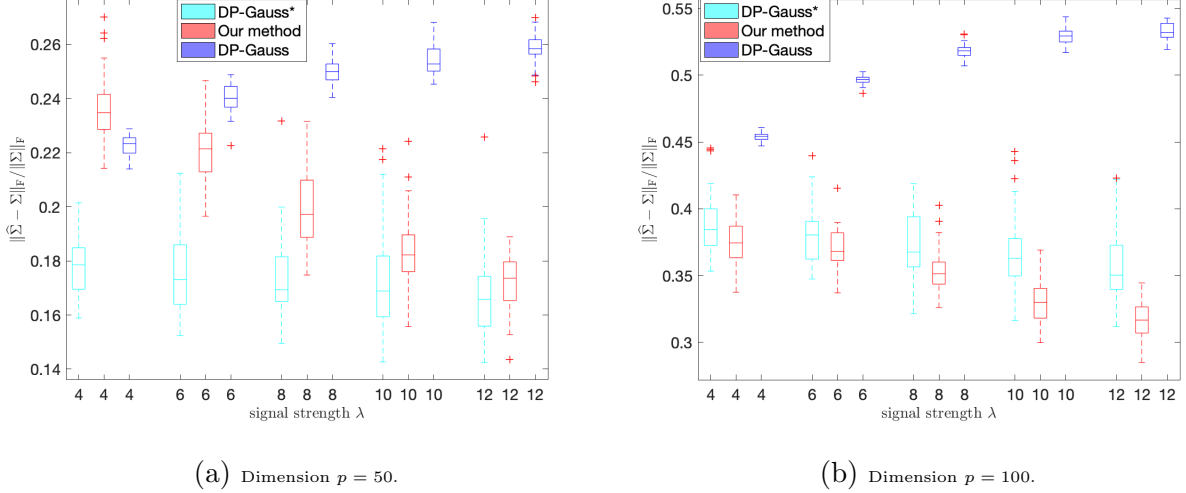 DP-Gauss*
Our method
DP-Gauss
0.26
0.24
0.22
0.2
0.18
0.16
0.14
‖Σ̂ − Σ‖F/‖Σ‖F
4 4 4 6 6 6 8 8 8 10 10 10 12 12 12
signal strength λ
(a) Dimension p = 50.
DP-Gauss*
Our method
DP-Gauss
0.55
0.5
0.45
0.4
0.35
0.3
‖Σ̂ − Σ‖F/‖Σ‖F
4 4 4 6 6 6 8 8 8 10 10 10 12 12 12
signal strength λ
(b) Dimension p = 100.